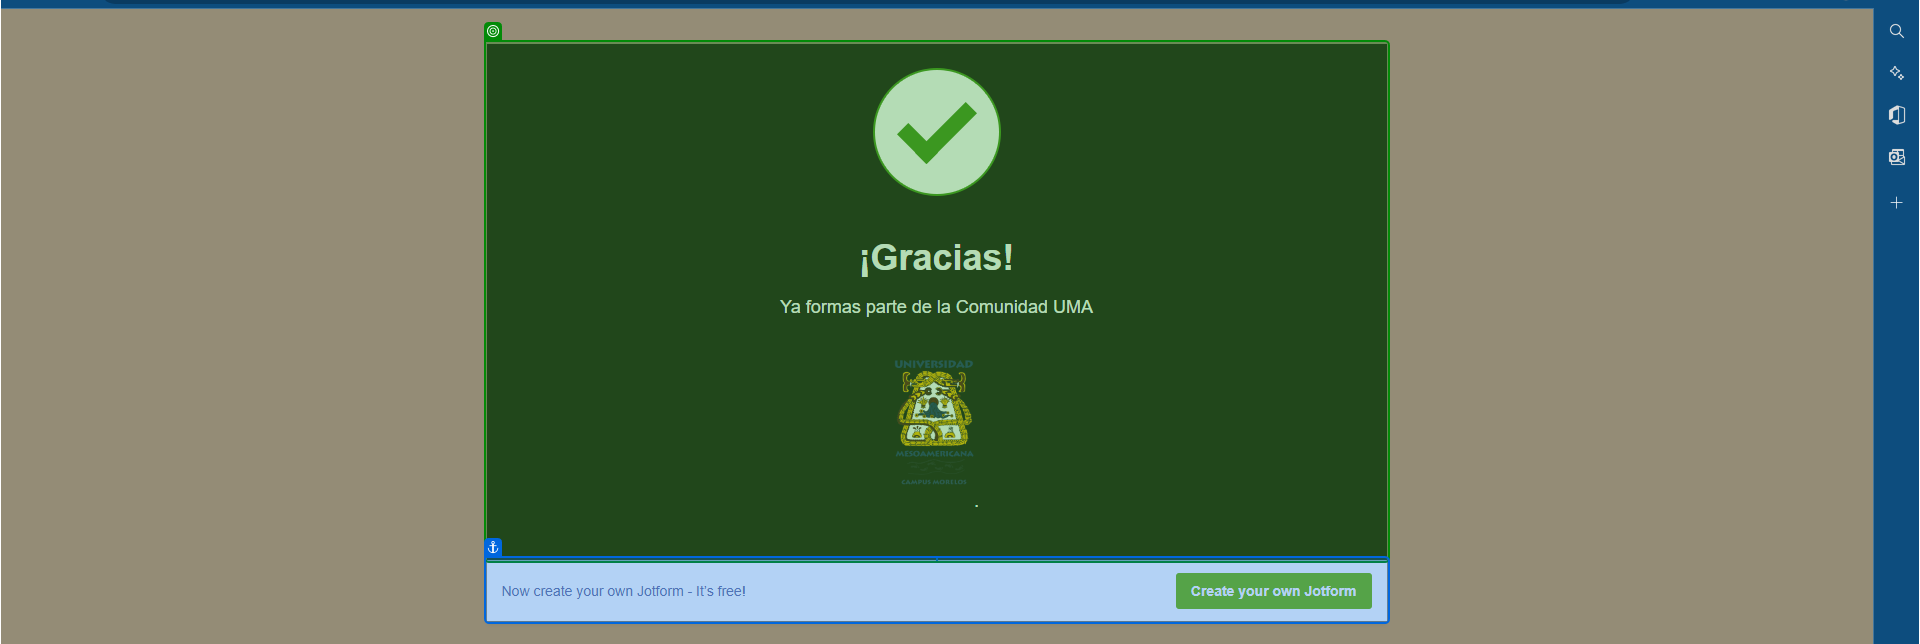 ¡Gracias!
Ya formas parte de la Comunidad UMA
UNIVERSIDAD
MESOAMERICANA
CAMPUS MORELOS
.
Now create your own Jotform - It's free!
Create your own Jotform